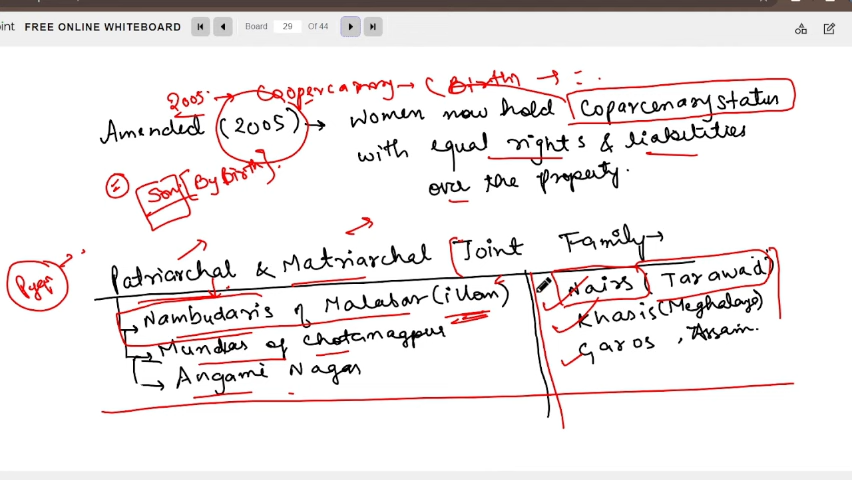 oint FREE ONLINE WHITEBOARD Board 29 Of 44
2005 → Coopercanary → (Birth → = .
Amended (2005) → women now hold Coparcenary status
with equal rights & liabilities
over the property.
= Son [By Birth].
Patriarchal & Matriarchal Joint Family →
Nambudaris of Malabar (illom) Nairs (Tarawad)
Mundas of Chotanagpur Khasis (Meghalaya)
Angami Nagas Garos , Assam.